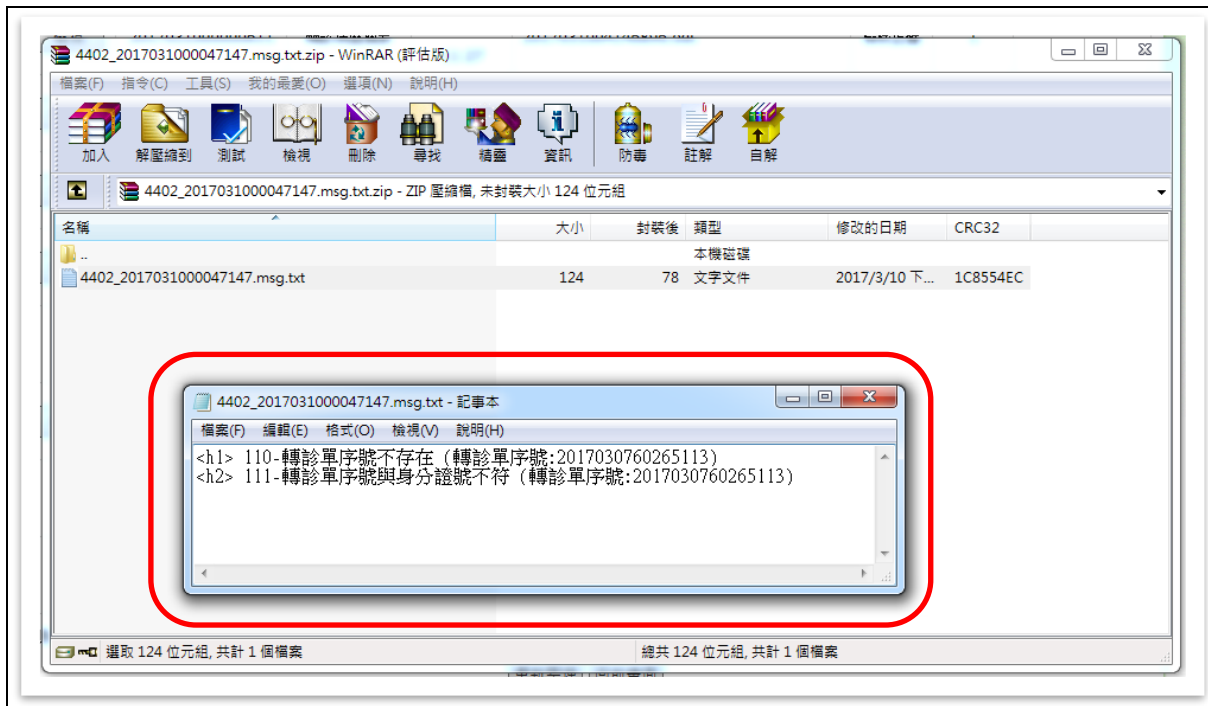 4402_2017031000047147.msg.txt.zip - WinRAR (評估版)
檔案(F) 指令(C) 工具(S) 我的最愛(O) 選項(N) 說明(H)
加入 解壓縮到 測試 檢視 刪除 尋找 精靈 資訊 防毒 註解 自解
4402_2017031000047147.msg.txt.zip - ZIP 壓縮檔, 未封裝大小 124 位元組
名稱 大小 封裝後 類型 修改的日期 CRC32
.. 本機磁碟
4402_2017031000047147.msg.txt 124 78 文字文件 2017/3/10 下... 1C8554EC
4402_2017031000047147.msg.txt - 記事本
檔案(F) 編輯(E) 格式(O) 檢視(V) 說明(H)
<h1> 110-轉診單序號不存在 (轉診單序號:2017030760265113)
<h2> 111-轉診單序號與身分證號不符 (轉診單序號:2017030760265113)
選取 124 位元組, 共計 1 個檔案 總共 124 位元組, 共計 1 個檔案